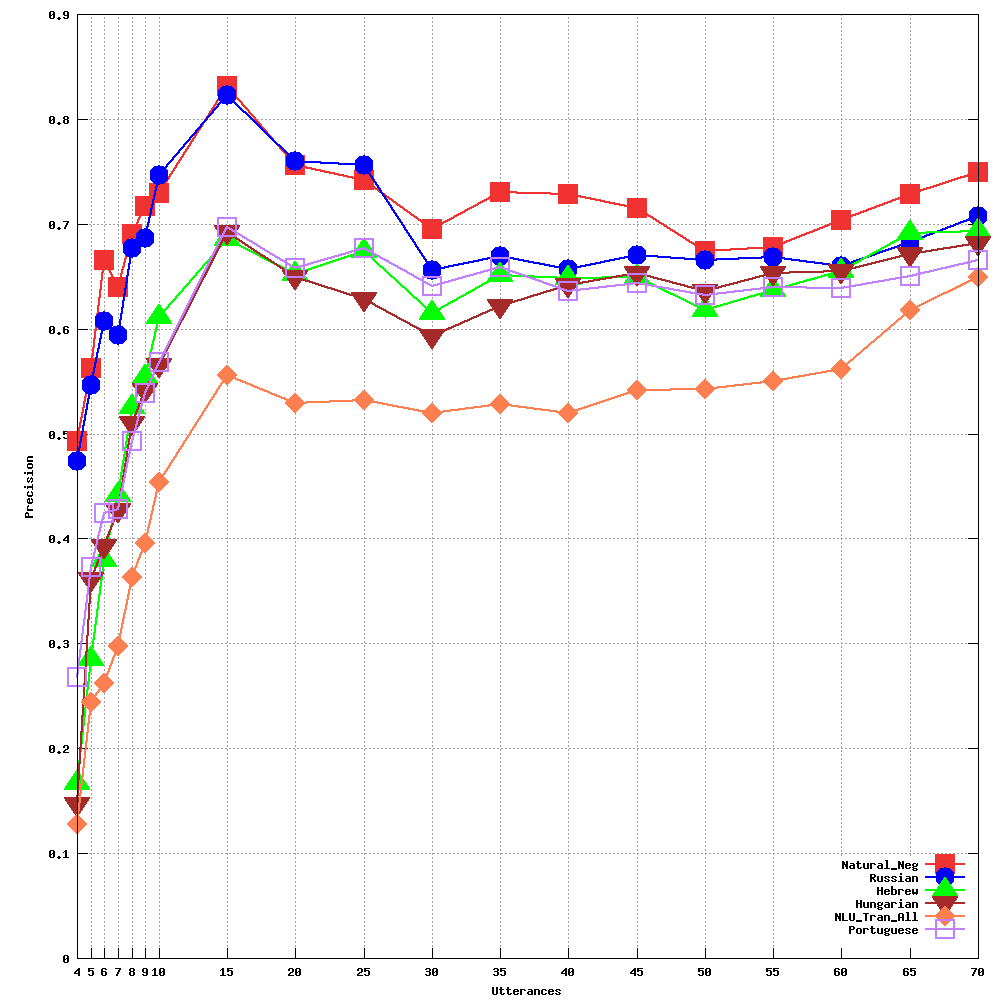 0.9
0.8
0.7
0.6
0.5
0.4
0.3
0.2
0.1
0
Precision
4 5 6 7 8 9 10 15 20 25 30 35 40 45 50 55 60 65 70
Utterances
Natural_Neg
Russian
Hebrew
Hungarian
NLU_Tran_All
Portuguese